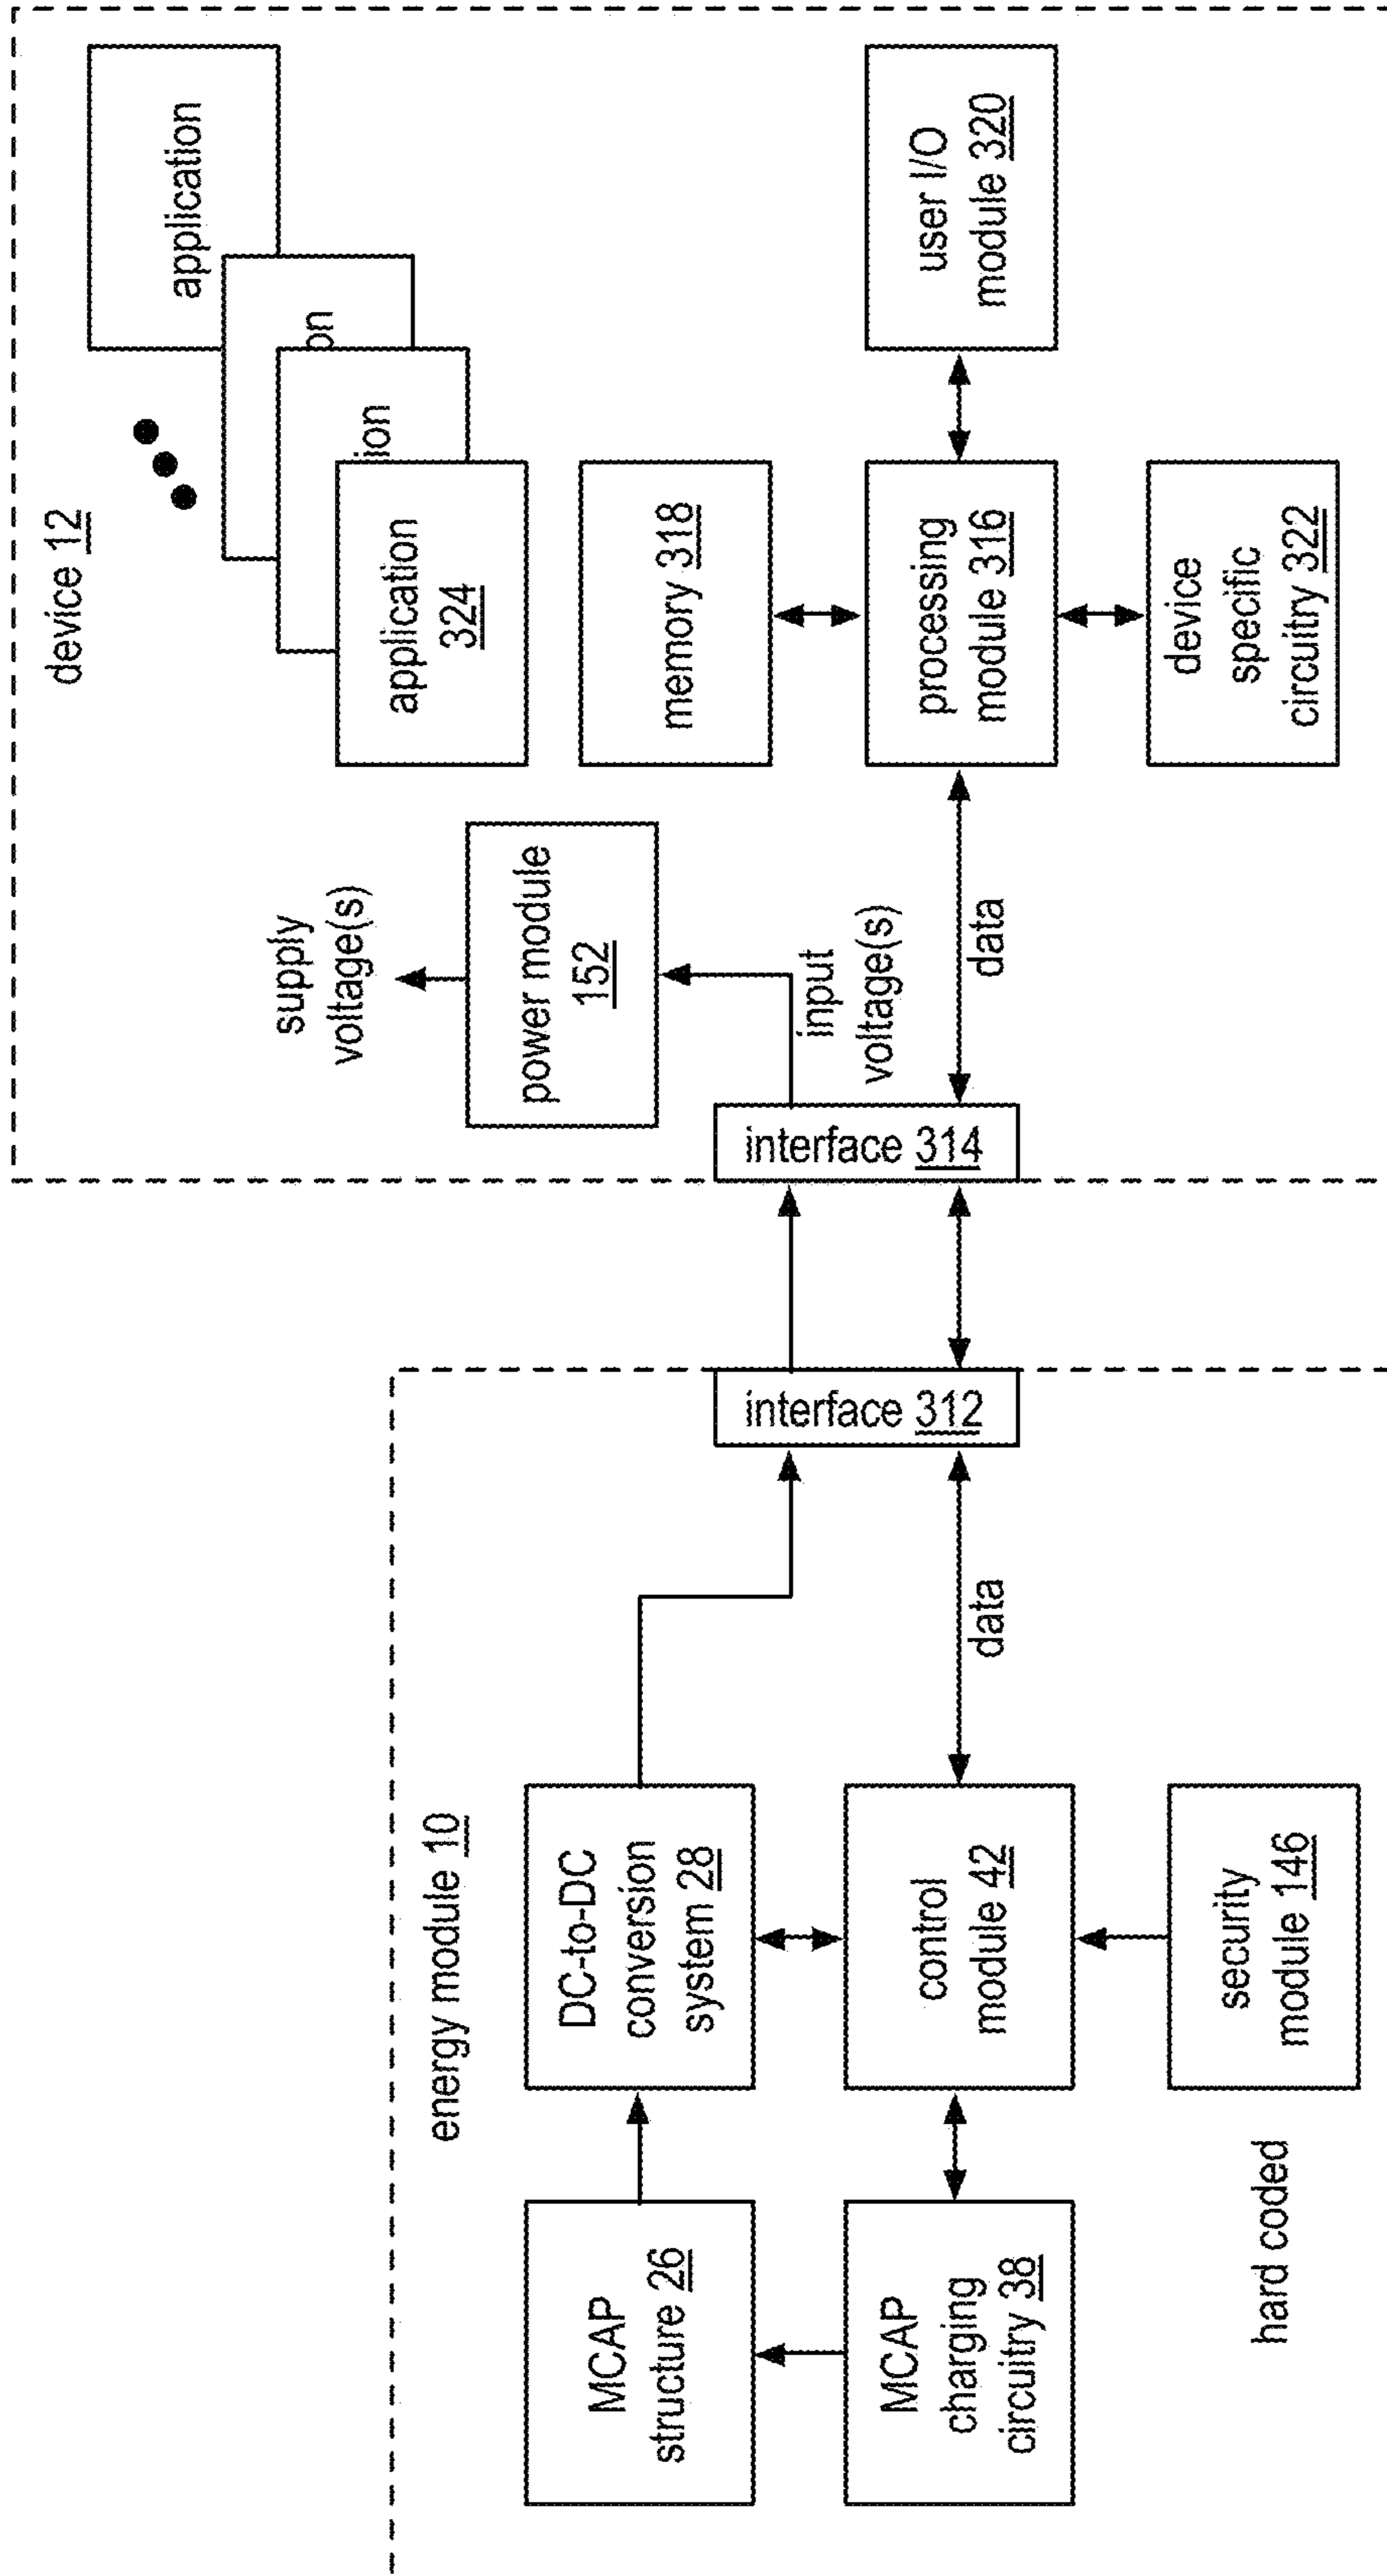 energy module 10
MCAP
structure 26
DC-to-DC
conversion
system 28
MCAP
charging
circuitry 38
control
module 42
data
security
module 146
hard coded
interface 312
device 12
interface 314
supply
voltage(s)
power module
152
input
voltage(s)
data
application
on
ion
application
324
memory 318
processing
module 316
user I/O
module 320
device
specific
circuitry 322